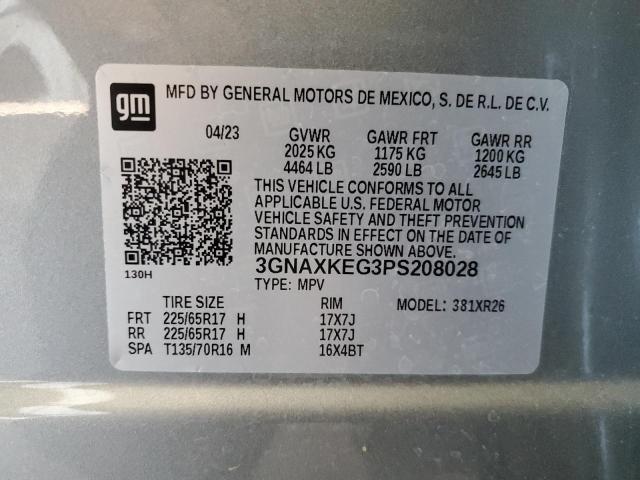 gm
MFD BY GENERAL MOTORS DE MEXICO, S. DE R.L. DE C.V.
04/23 GVWR GAWR FRT GAWR RR
2025 KG 1175 KG 1200 KG
4464 LB 2590 LB 2645 LB
THIS VEHICLE CONFORMS TO ALL
APPLICABLE U.S. FEDERAL MOTOR
VEHICLE SAFETY AND THEFT PREVENTION
STANDARDS IN EFFECT ON THE DATE OF
MANUFACTURE SHOWN ABOVE.
130H 3GNAXKEG3PS208028
TYPE: MPV
TIRE SIZE RIM MODEL: 381XR26
FRT 225/65R17 H 17X7J
RR 225/65R17 H 17X7J
SPA T135/70R16 M 16X4BT